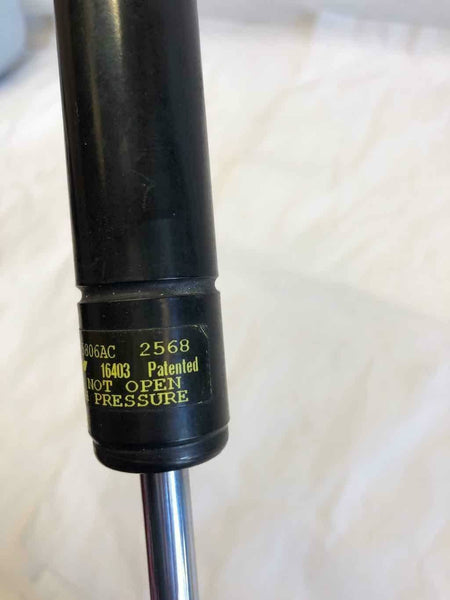 806AC 2568
16403 Patented
NOT OPEN
PRESSURE